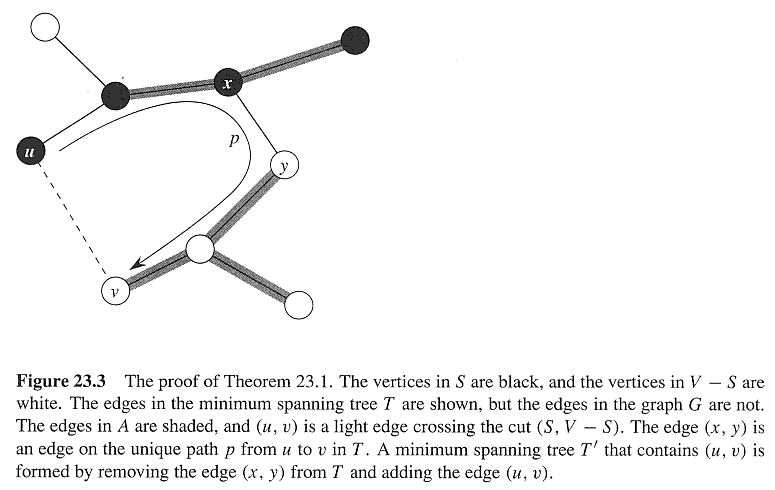 x
p
u
y
v
Figure 23.3 The proof of Theorem 23.1. The vertices in S are black, and the vertices in V − S are
white. The edges in the minimum spanning tree T are shown, but the edges in the graph G are not.
The edges in A are shaded, and (u, v) is a light edge crossing the cut (S, V − S). The edge (x, y) is
an edge on the unique path p from u to v in T. A minimum spanning tree T′ that contains (u, v) is
formed by removing the edge (x, y) from T and adding the edge (u, v).